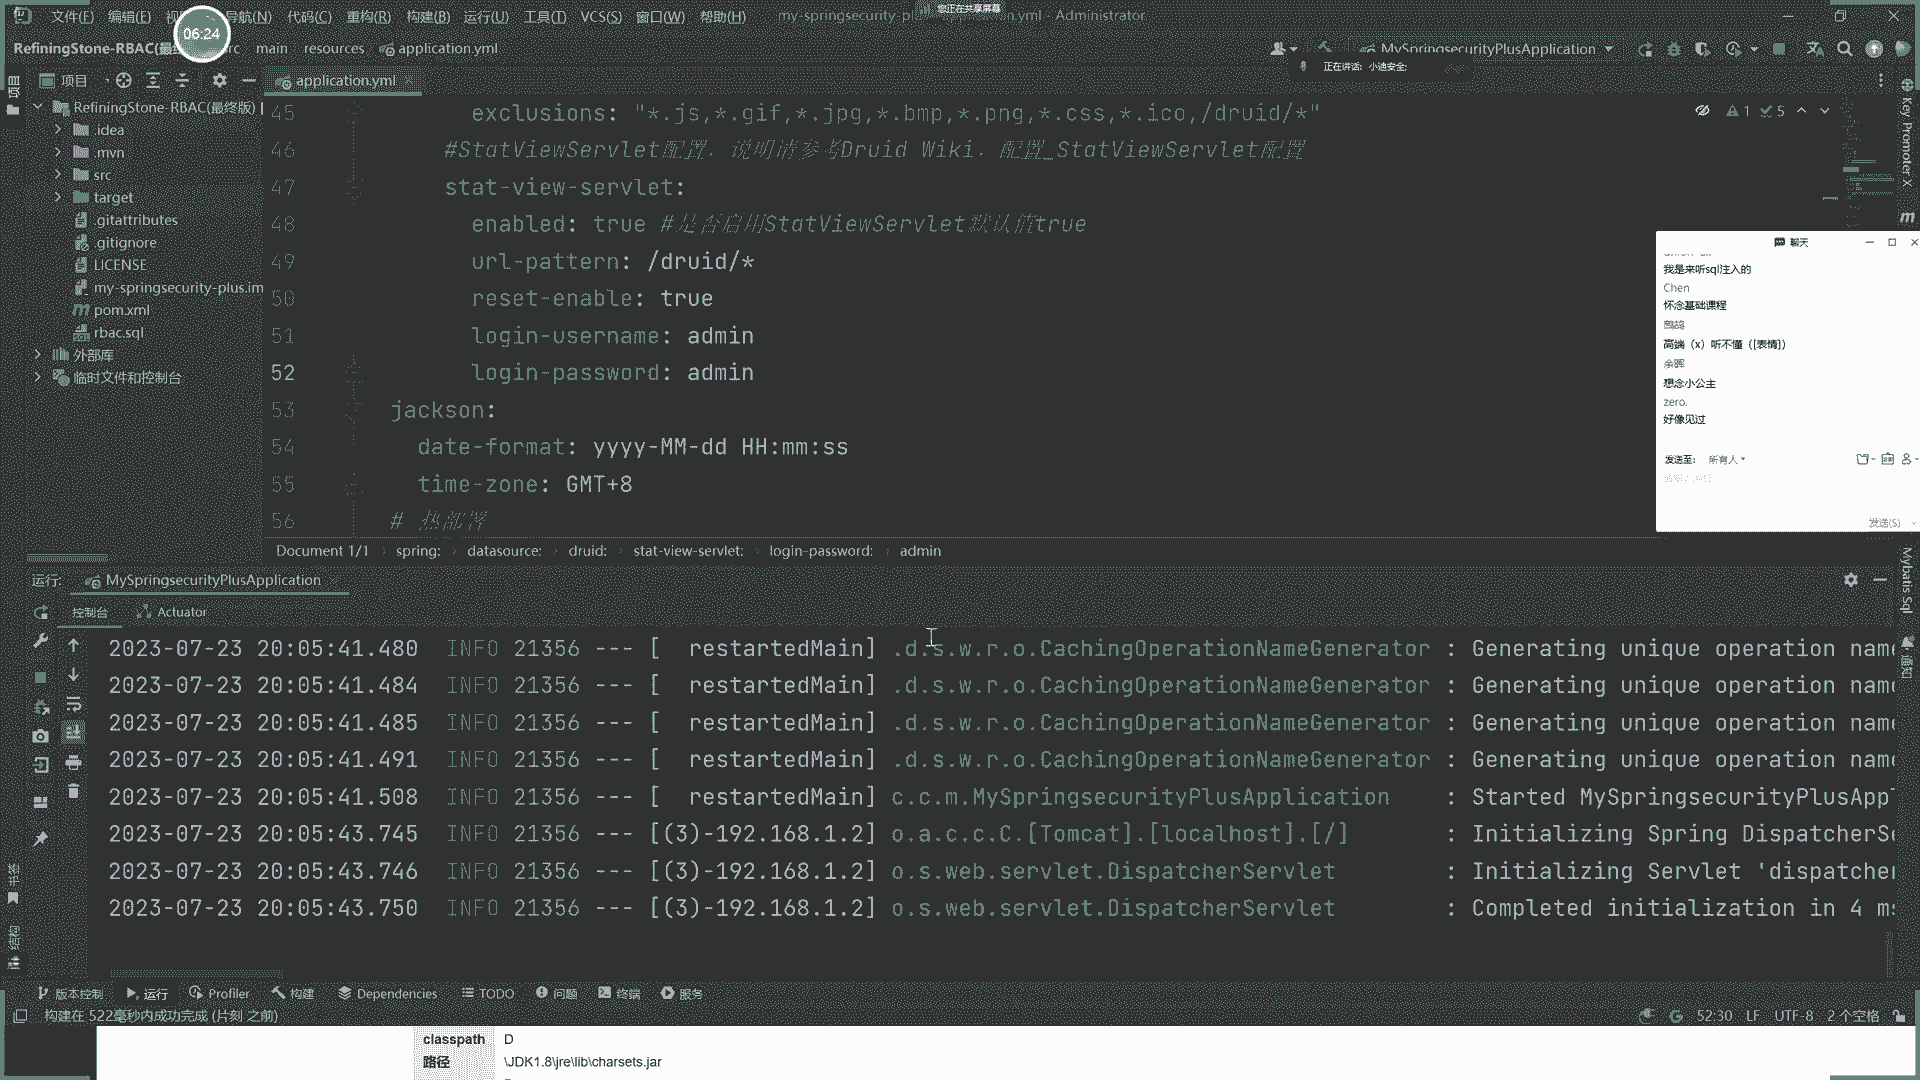 文件(F) 编辑(E) 导航(N) 代码(C) 重构(R) 构建(B) 运行(U) 工具(T) VCS(S) 窗口(W) 帮助(H) my-springsecurity-pl yml - Administrator
您正在共享屏幕
06:24
RefiningStone-RBAC(最终 rc main resources application.yml
MySpringsecurityPlusApplication
正在讲话: 小迪安全;
项目
application.yml
RefiningStone-RBAC(最终版)
.idea
.mvn
src
target
.gitattributes
.gitignore
LICENSE
my-springsecurity-plus.im
pom.xml
rbac.sql
外部库
临时文件和控制台
45 exclusions: "*.js,*.gif,*.jpg,*.bmp,*.png,*.css,*.ico,/druid/*"
46 #StatViewServlet配置，说明请参考Druid Wiki，配置_StatViewServlet配置
47 stat-view-servlet:
48 enabled: true #是否启用StatViewServlet默认值true
49 url-pattern: /druid/*
50 reset-enable: true
51 login-username: admin
52 login-password: admin
53 jackson:
54 date-format: yyyy-MM-dd HH:mm:ss
55 time-zone: GMT+8
56 # 热部署
1 5
Key Promoter X
m
Mybatis Sql
通知
聊天
我是来听sql注入的
Chen
怀念基础课程
高端（x）听不懂（[表情]）
余晖
想念小公主
zero.
好像见过
发送至: 所有人
发送(S)
Document 1/1 spring: datasource: druid: stat-view-servlet: login-password: admin
运行: MySpringsecurityPlusApplication
控制台 Actuator
2023-07-23 20:05:41.480 INFO 21356 --- [ restartedMain] .d.s.w.r.o.CachingOperationNameGenerator : Generating unique operation name
2023-07-23 20:05:41.484 INFO 21356 --- [ restartedMain] .d.s.w.r.o.CachingOperationNameGenerator : Generating unique operation name
2023-07-23 20:05:41.485 INFO 21356 --- [ restartedMain] .d.s.w.r.o.CachingOperationNameGenerator : Generating unique operation name
2023-07-23 20:05:41.491 INFO 21356 --- [ restartedMain] .d.s.w.r.o.CachingOperationNameGenerator : Generating unique operation name
2023-07-23 20:05:41.508 INFO 21356 --- [ restartedMain] c.c.m.MySpringsecurityPlusApplication : Started MySpringsecurityPlusAppl
2023-07-23 20:05:43.745 INFO 21356 --- [(3)-192.168.1.2] o.a.c.c.C.[Tomcat].[localhost].[/] : Initializing Spring DispatcherSe
2023-07-23 20:05:43.746 INFO 21356 --- [(3)-192.168.1.2] o.s.web.servlet.DispatcherServlet : Initializing Servlet 'dispatcher
2023-07-23 20:05:43.750 INFO 21356 --- [(3)-192.168.1.2] o.s.web.servlet.DispatcherServlet : Completed initialization in 4 ms
书签
结构
版本控制 运行 Profiler 构建 Dependencies TODO 问题 终端 服务
构建在 522毫秒内成功完成 (片刻 之前)
52:30 LF UTF-8 2 个空格
classpath D
路径 \JDK1.8\jre\lib\charsets.jar